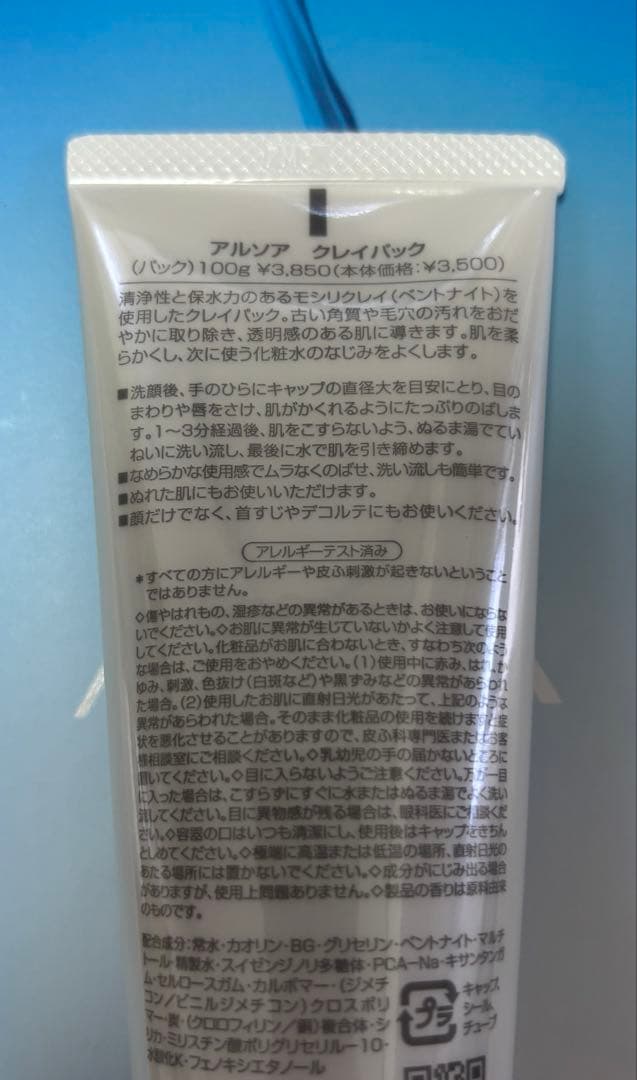 アルソア クレイパック
(パック)100g ¥3,850(本体価格:¥3,500)
清浄性と保水力のあるモシリクレイ(ベントナイト)を
使用したクレイパック。古い角質や毛穴の汚れをおだ
やかに取り除き、透明感のある肌に導きます。肌を柔
らかくし、次に使う化粧水のなじみをよくします。
■洗顔後、手のひらにキャップの直径大を目安にとり、目の
まわりや唇をさけ、肌がかくれるようにたっぷりのばしま
す。1〜3分経過後、肌をこすらないよう、ぬるま湯でてい
ねいに洗い流し、最後に水で肌を引き締めます。
■なめらかな使用感でムラなくのばせ、洗い流しも簡単です。
■ぬれた肌にもお使いいただけます。
■顔だけでなく、首すじやデコルテにもお使いください。
アレルギーテスト済み
*すべての方にアレルギーや皮ふ刺激が起きないということ
ではありません。
◇傷やはれもの、湿疹などの異常があるときは、お使いにならな
いでください。◇お肌に異常が生じていないかよく注意して使用
してください。化粧品がお肌に合わないとき、すなわち次のよう
な場合は、ご使用をおやめください。(1)使用中に赤み、はれ、か
ゆみ、刺激、色抜け(白斑など)や黒ずみなどの異常があらわれ
た場合。(2)使用したお肌に直射日光があたって、上記のような
異常があらわれた場合。そのまま化粧品の使用を続けますと症
状を悪化させることがありますので、皮ふ科専門医またはお客
様相談室にご相談ください。◇乳幼児の手の届かないところに
置いてください。◇目に入らないようご注意ください。万が一目
に入った場合は、こすらずにすぐに水またはぬるま湯でよく洗い
流してください。目に異物感が残る場合は、眼科医にご相談くだ
さい。◇容器の口はいつも清潔にし、使用後はキャップをきちん
としめてください。◇極端に高温または低温の場所、直射日光の
あたる場所には置かないでください。◇成分がにじみ出る場合
がありますが、使用上問題ありません。◇製品の香りは原料由来
のものです。
配合成分:常水・カオリン・BG・グリセリン・ベントナイト・マルチ
トール・精製水・スイゼンジノリ多糖体・PCA-Na・キサンタンガ
ム・セルロースガム・カルボマー・(ジメチ
コン/ビニルジメチコン)クロスポリ
マー・炭・(クロロフィリン/銅)複合体・シ
リカ・ミリスチン酸ポリグリセリル-10・
水酸化K・フェノキシエタノール
プラ
キャップ、
シール、
チューブ